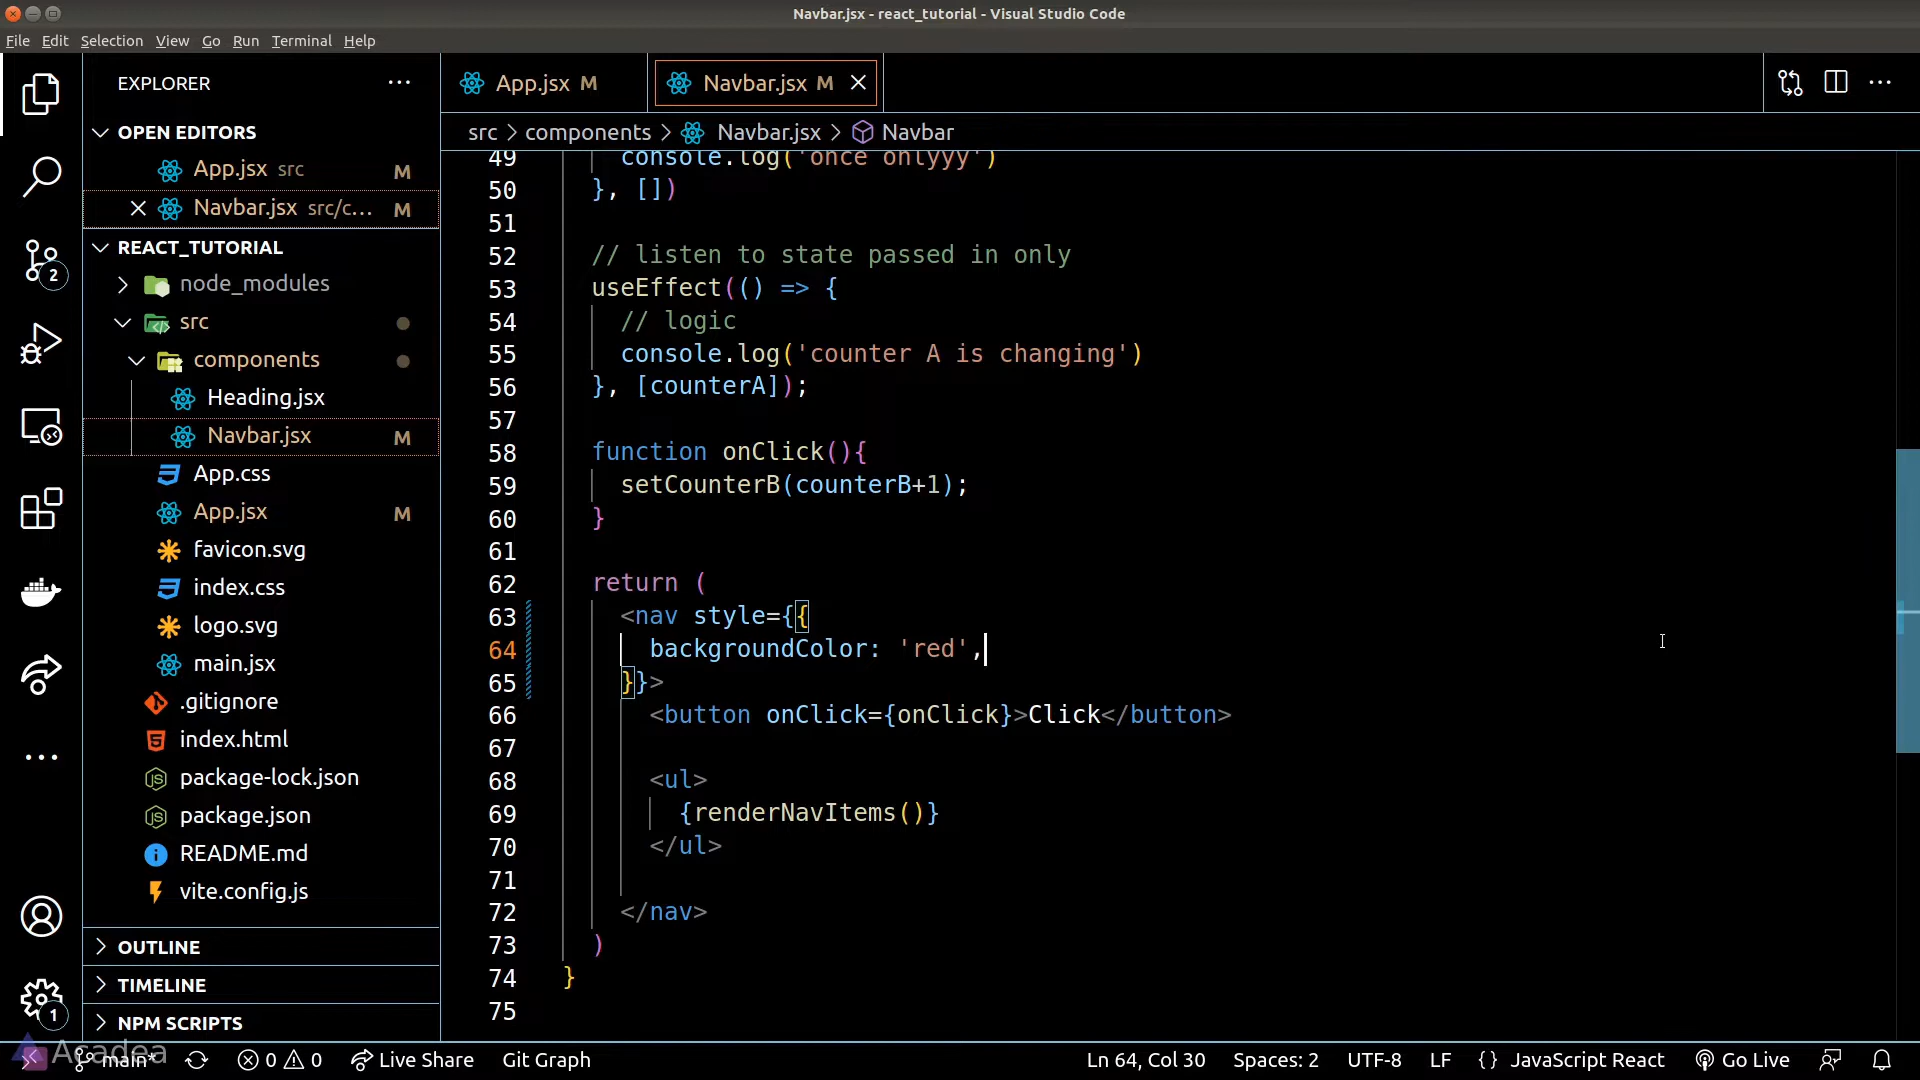 Navbar.jsx - react_tutorial - Visual Studio Code
File Edit Selection View Go Run Terminal Help
EXPLORER
OPEN EDITORS
App.jsx src M
Navbar.jsx src/c... M
REACT_TUTORIAL
node_modules
src
components
Heading.jsx
Navbar.jsx M
App.css
App.jsx M
favicon.svg
index.css
logo.svg
main.jsx
.gitignore
index.html
package-lock.json
package.json
README.md
vite.config.js
OUTLINE
TIMELINE
NPM SCRIPTS
2
1
App.jsx M
Navbar.jsx M
src > components > Navbar.jsx > Navbar
49 console.log('once onlyyy')
50 }, [])
51
52 // listen to state passed in only
53 useEffect(() => {
54 // logic
55 console.log('counter A is changing')
56 }, [counterA]);
57
58 function onClick(){
59 setCounterB(counterB+1);
60 }
61
62 return (
63 <nav style={{
64 backgroundColor: 'red',
65 }}>
66 <button onClick={onClick}>Click</button>
67
68 <ul>
69 {renderNavItems()}
70 </ul>
71
72 </nav>
73 )
74 }
75
Acadea
main* 0 0 Live Share Git Graph Ln 64, Col 30 Spaces: 2 UTF-8 LF {} JavaScript React Go Live